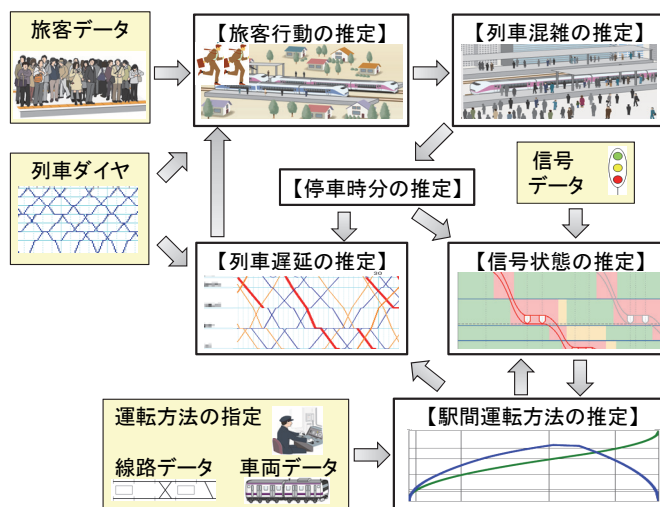 旅客データ
【旅客行動の推定】
【列車混雑の推定】
列車ダイヤ
【停車時分の推定】
信号
データ
【列車遅延の推定】
30
【信号状態の推定】
運転方法の指定
線路データ
車両データ
【駅間運転方法の推定】